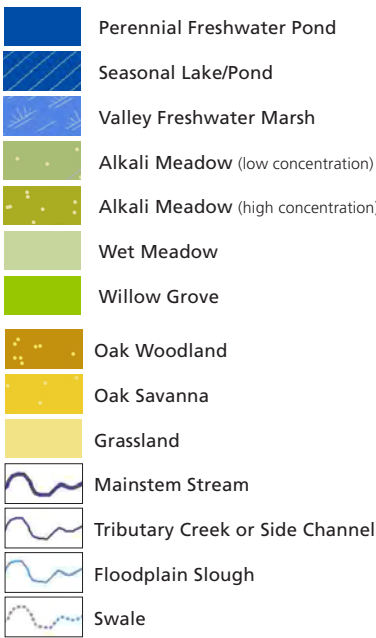 Perennial Freshwater Pond
Seasonal Lake/Pond
Valley Freshwater Marsh
Alkali Meadow (low concentration)
Alkali Meadow (high concentration)
Wet Meadow
Willow Grove
Oak Woodland
Oak Savanna
Grassland
Mainstem Stream
Tributary Creek or Side Channel
Floodplain Slough
Swale